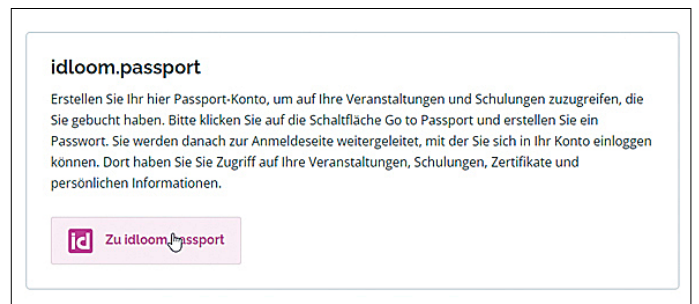 idloom.passport
Erstellen Sie Ihr hier Passport-Konto, um auf Ihre Veranstaltungen und Schulungen zuzugreifen, die
Sie gebucht haben. Bitte klicken Sie auf die Schaltfläche Go to Passport und erstellen Sie ein
Passwort. Sie werden danach zur Anmeldeseite weitergeleitet, mit der Sie sich in Ihr Konto einloggen
können. Dort haben Sie Sie Zugriff auf Ihre Veranstaltungen, Schulungen, Zertifikate und
persönlichen Informationen.
id Zu idloom.passport